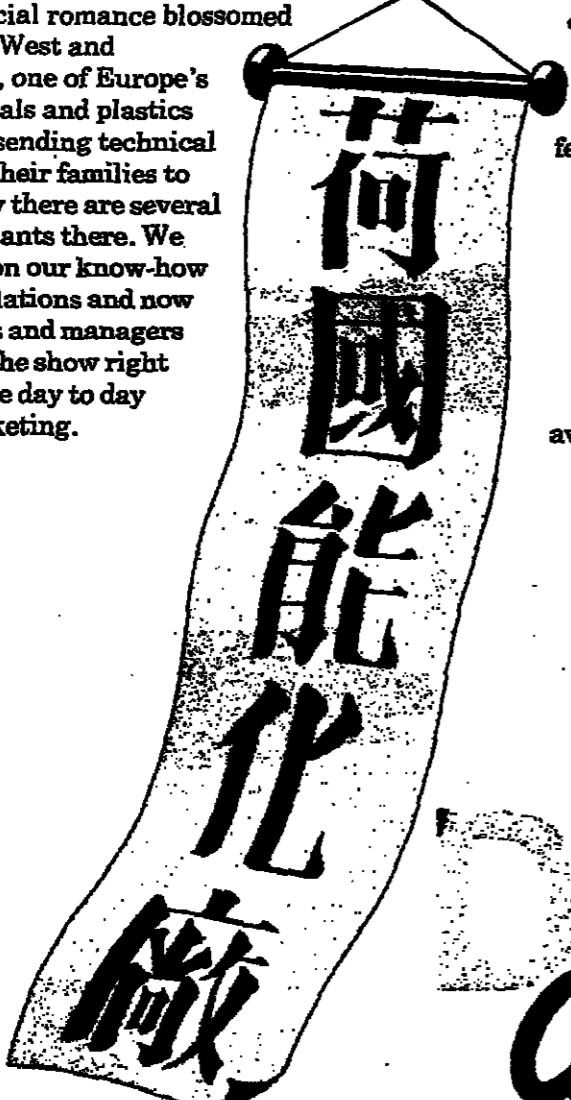 cial romance blossomed
West and
, one of Europe's
als and plastics
sending technical
heir families to
y there are several
ants there. We
on our know-how
lations and now
s and managers
he show right
e day to day
keting.
荷國能化廠
fe
av
D